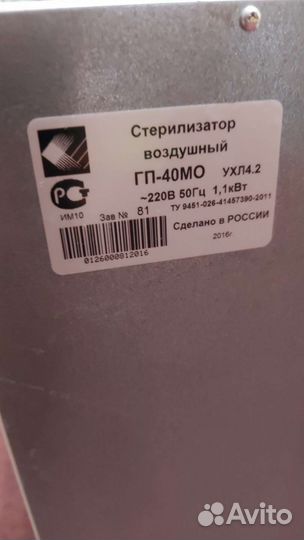 Стерилизатор
воздушный
ГП-40МО УХЛ4.2
~220В 50Гц 1,1кВт
ТУ 9451-026-41457390-2011
ИМ10 Зав № 81
Сделано в РОССИИ
2016г.
0126000812016
Avito